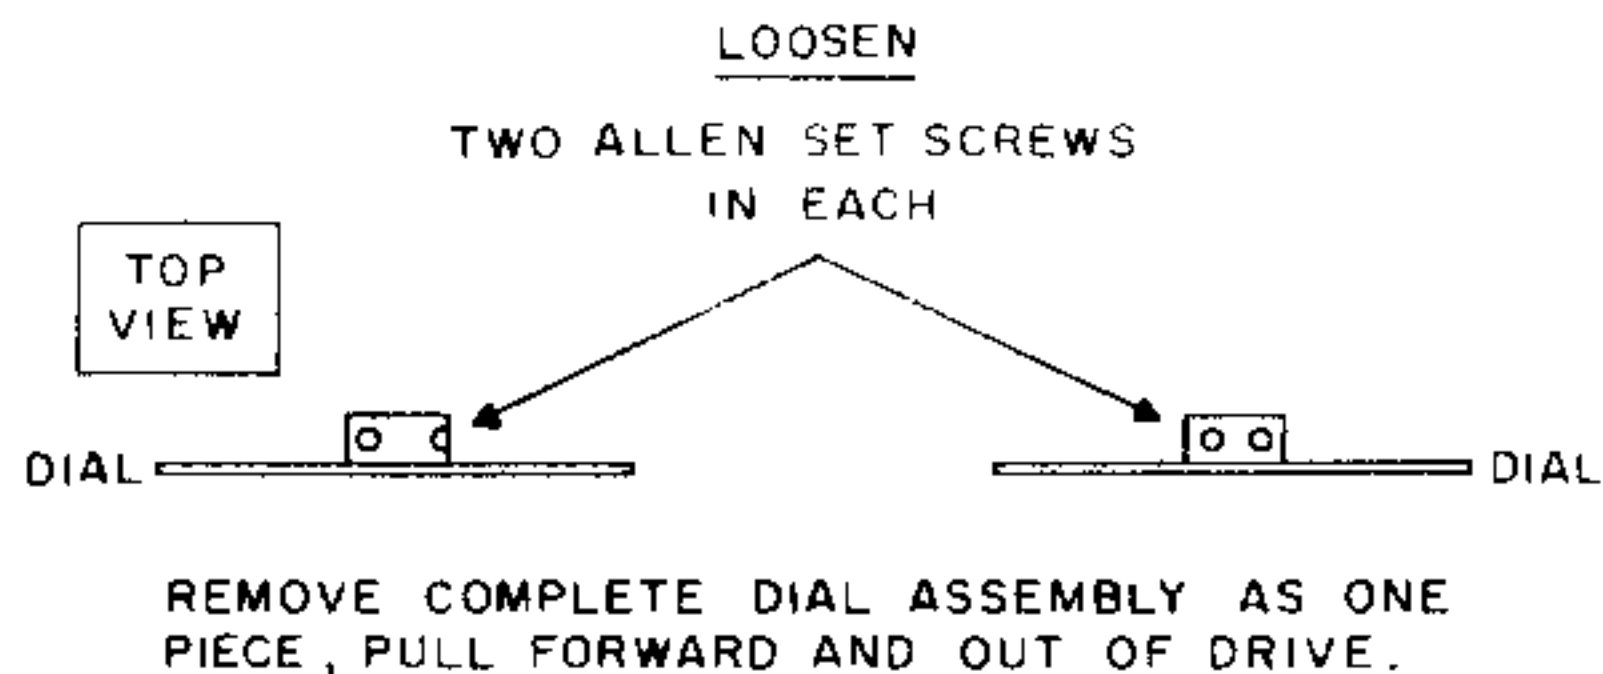 LOOSEN
TWO ALLEN SET SCREWS
IN EACH
TOP
VIEW
DIAL
DIAL
REMOVE COMPLETE DIAL ASSEMBLY AS ONE
PIECE, PULL FORWARD AND OUT OF DRIVE.